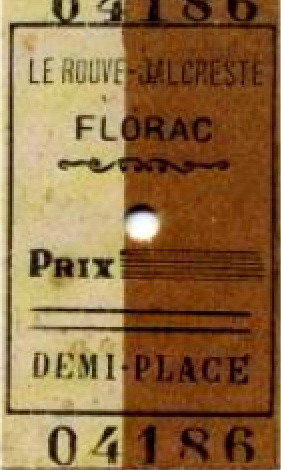 04186
LE ROUVE-JALCRESTE
FLORAC
PRIX
DEMI-PLACE
04186